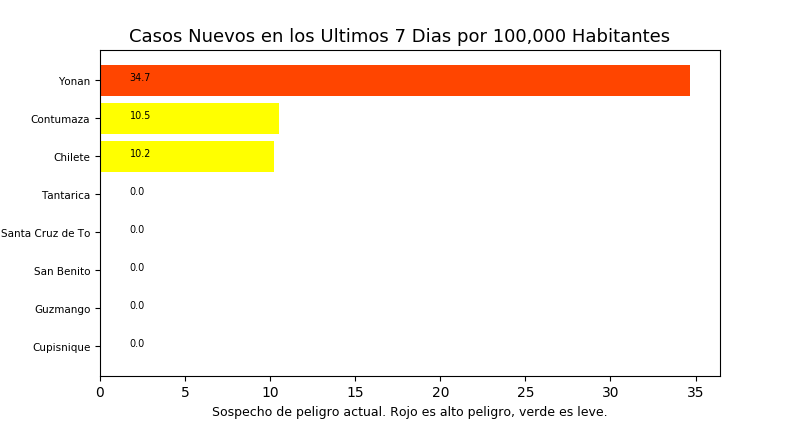 Casos Nuevos en los Ultimos 7 Dias por 100,000 Habitantes
Yonan 34.7
Contumaza 10.5
Chilete 10.2
Tantarica 0.0
Santa Cruz de To 0.0
San Benito 0.0
Guzmango 0.0
Cupisnique 0.0
0 5 10 15 20 25 30 35
Sospecho de peligro actual. Rojo es alto peligro, verde es leve.